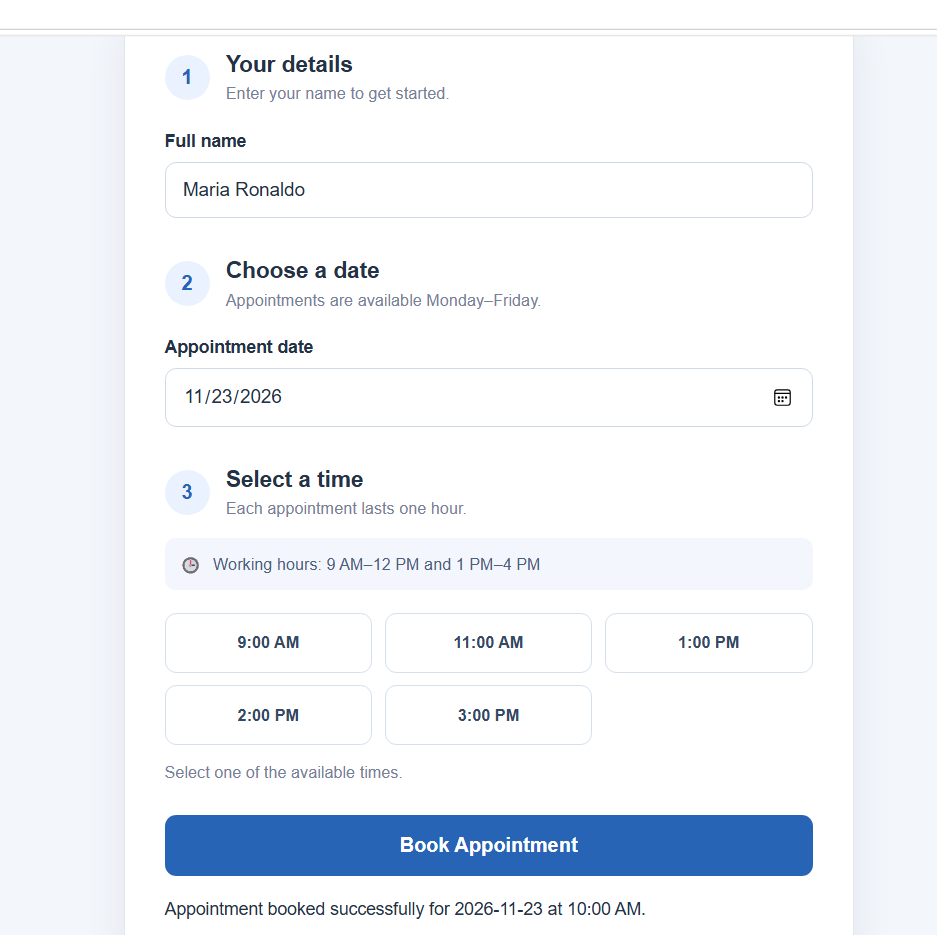 1
Your details
Enter your name to get started.
Full name
Maria Ronaldo
2
Choose a date
Appointments are available Monday–Friday.
Appointment date
11/23/2026
3
Select a time
Each appointment lasts one hour.
Working hours: 9 AM–12 PM and 1 PM–4 PM
9:00 AM
11:00 AM
1:00 PM
2:00 PM
3:00 PM
Select one of the available times.
Book Appointment
Appointment booked successfully for 2026-11-23 at 10:00 AM.